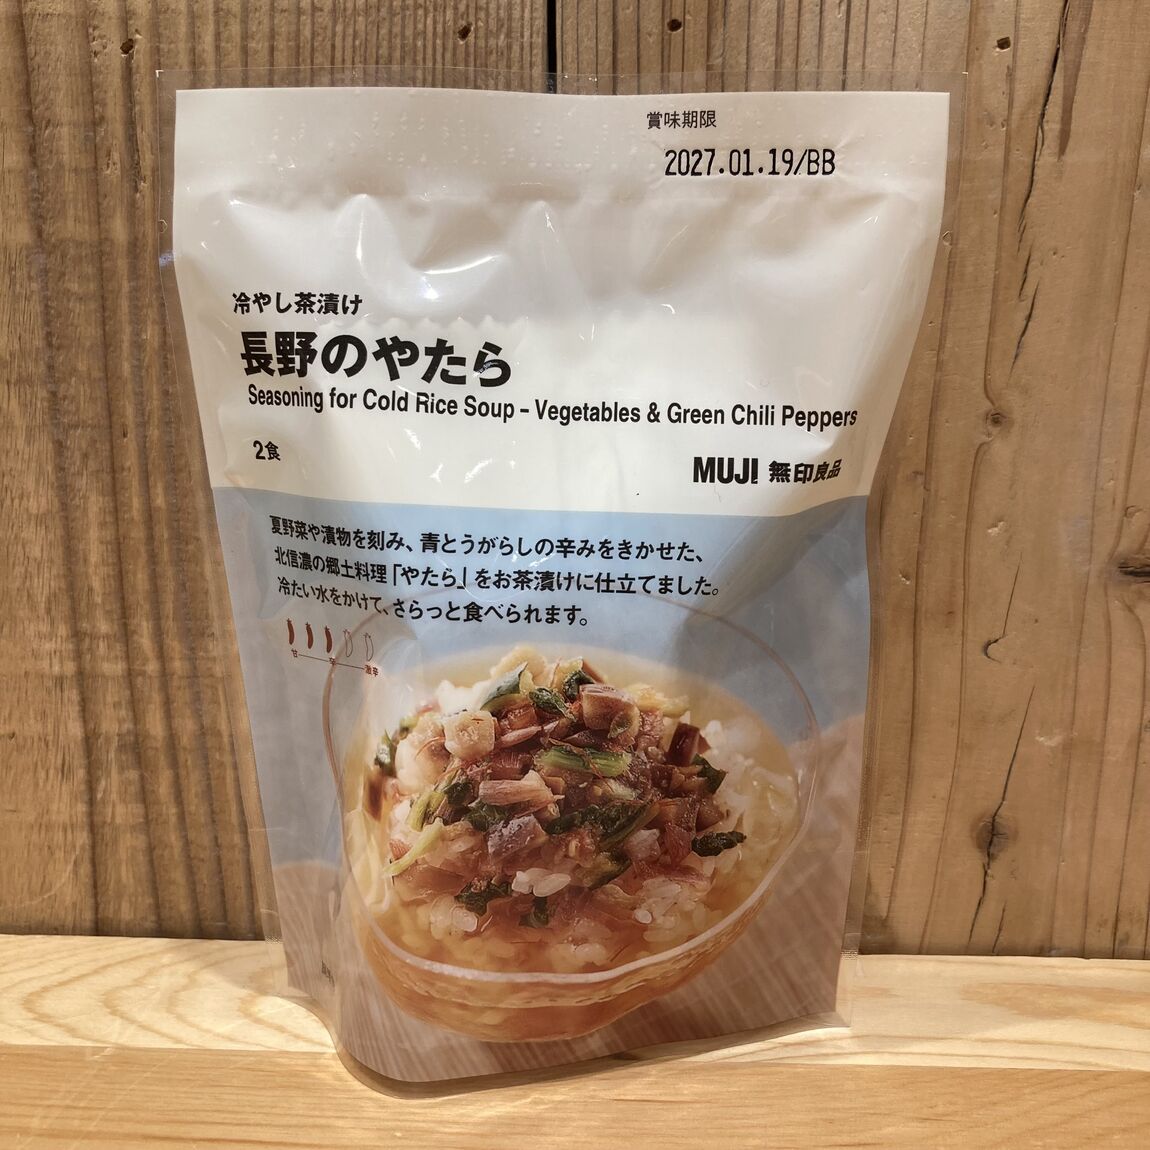 賞味期限
2027.01.19/BB
冷やし茶漬け
長野のやたら
Seasoning for Cold Rice Soup – Vegetables & Green Chili Peppers
2食
MUJI 無印良品
夏野菜や漬物を刻み、青とうがらしの辛みをきかせた、
北信濃の郷土料理「やたら」をお茶漬けに仕立てました。
冷たい水をかけて、さらっと食べられます。
甘 辛 激辛